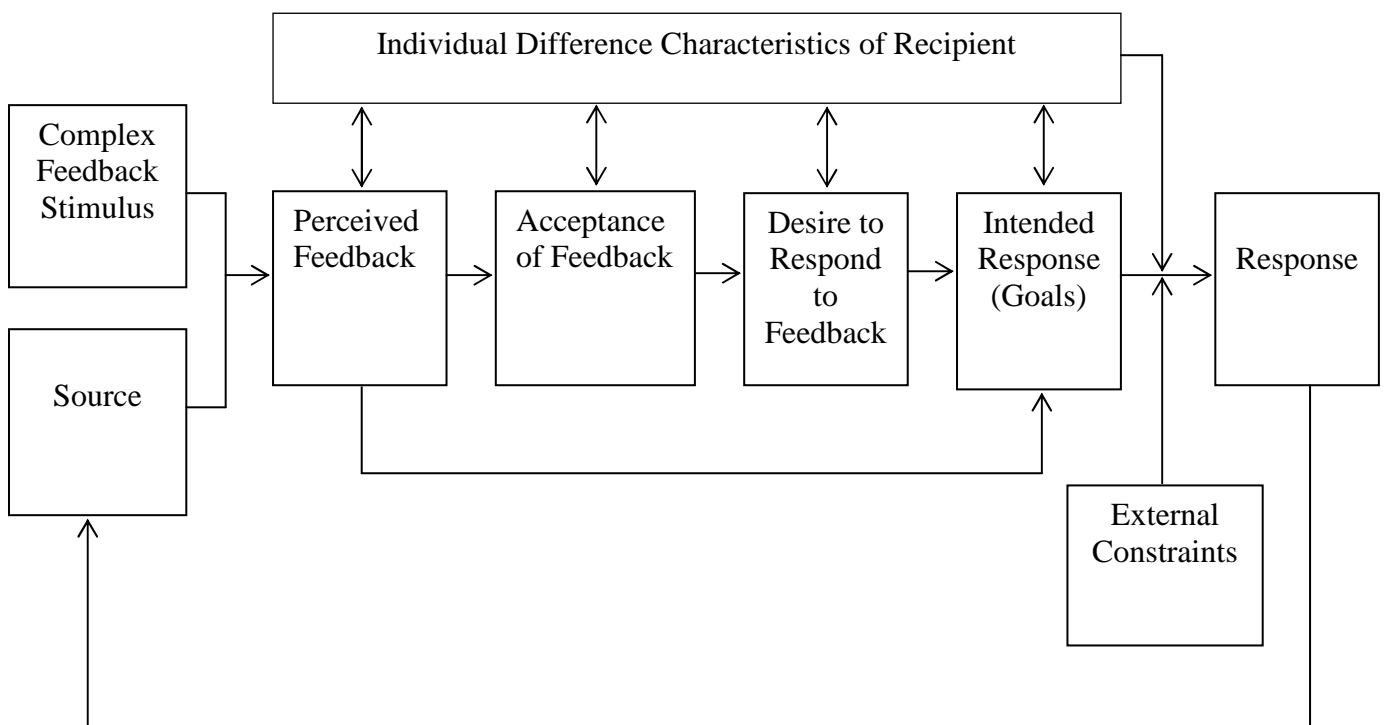 Individual Difference Characteristics of Recipient
Complex
Feedback
Stimulus
Source
Perceived
Feedback
Acceptance
of Feedback
Desire to
Respond
to
Feedback
Intended
Response
(Goals)
Response
External
Constraints